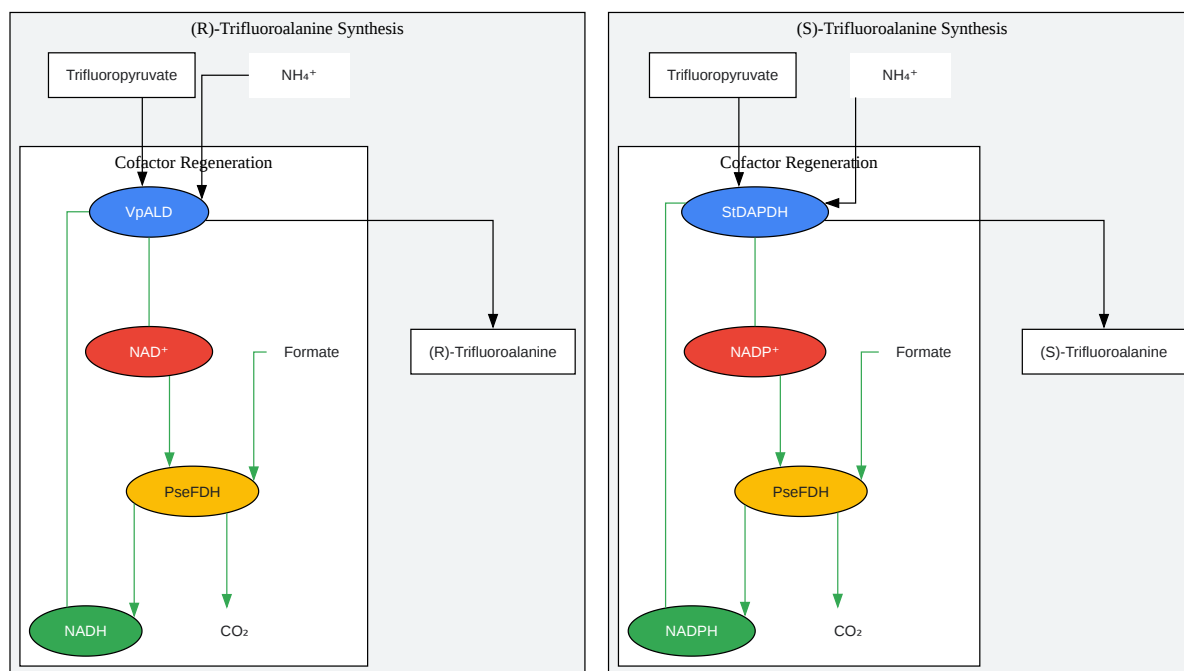 (R)-Trifluoroalanine Synthesis
Trifluoropyruvate
NH₄⁺
Cofactor Regeneration
VpALD
NAD⁺
Formate
(R)-Trifluoroalanine
PseFDH
NADH
CO₂
(S)-Trifluoroalanine Synthesis
Trifluoropyruvate
NH₄⁺
Cofactor Regeneration
StDAPDH
NADP⁺
Formate
(S)-Trifluoroalanine
PseFDH
NADPH
CO₂